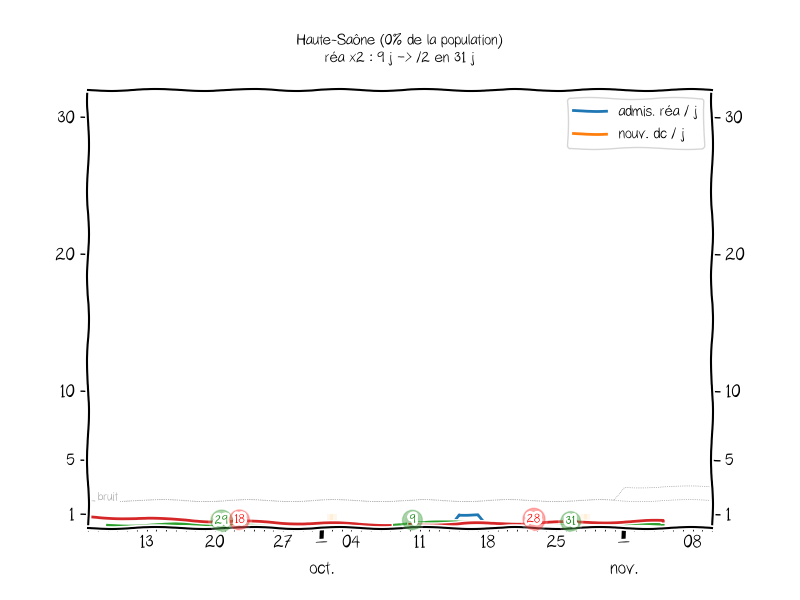 Haute-Saône (0% de la population)
réa x2 : 9 j -> /2 en 31 j
admis. réa / j
nouv. dc / j
30 30
20 20
10 10
5 5
bruit
1 29 18 9 28 31 1
13 20 27 04 11 18 25 08
oct. nov.